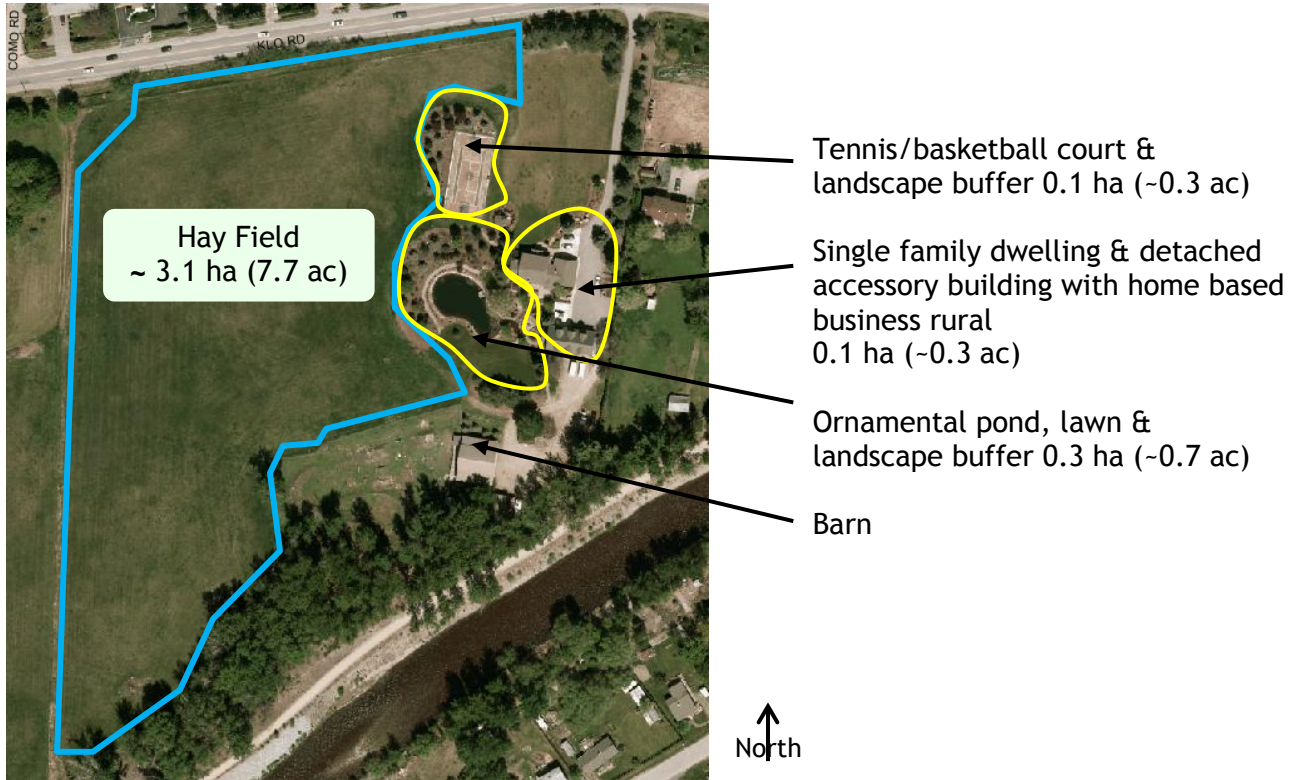 COMO RD
KLO RD
Hay Field
~ 3.1 ha (7.7 ac)
Tennis/basketball court &
landscape buffer 0.1 ha (~0.3 ac)
Single family dwelling & detached
accessory building with home based
business rural
0.1 ha (~0.3 ac)
Ornamental pond, lawn &
landscape buffer 0.3 ha (~0.7 ac)
Barn
North